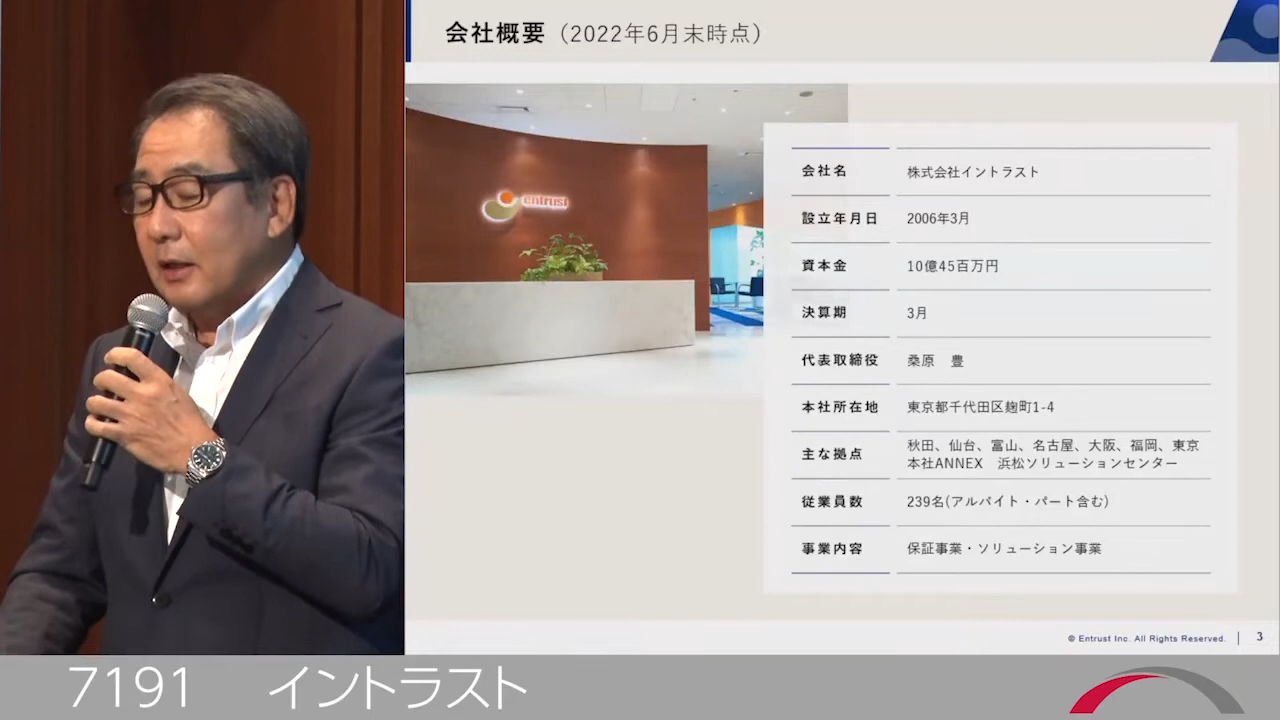 会社概要（2022年6月末時点）
entrust
会社名 株式会社イントラスト
設立年月日 2006年3月
資本金 10億45百万円
決算期 3月
代表取締役 桑原　豊
本社所在地 東京都千代田区麹町1-4
主な拠点 秋田、仙台、富山、名古屋、大阪、福岡、東京
本社ANNEX　浜松ソリューションセンター
従業員数 239名(アルバイト・パート含む)
事業内容 保証事業・ソリューション事業
© Entrust Inc. All Rights Reserved. | 3
7191　イントラスト